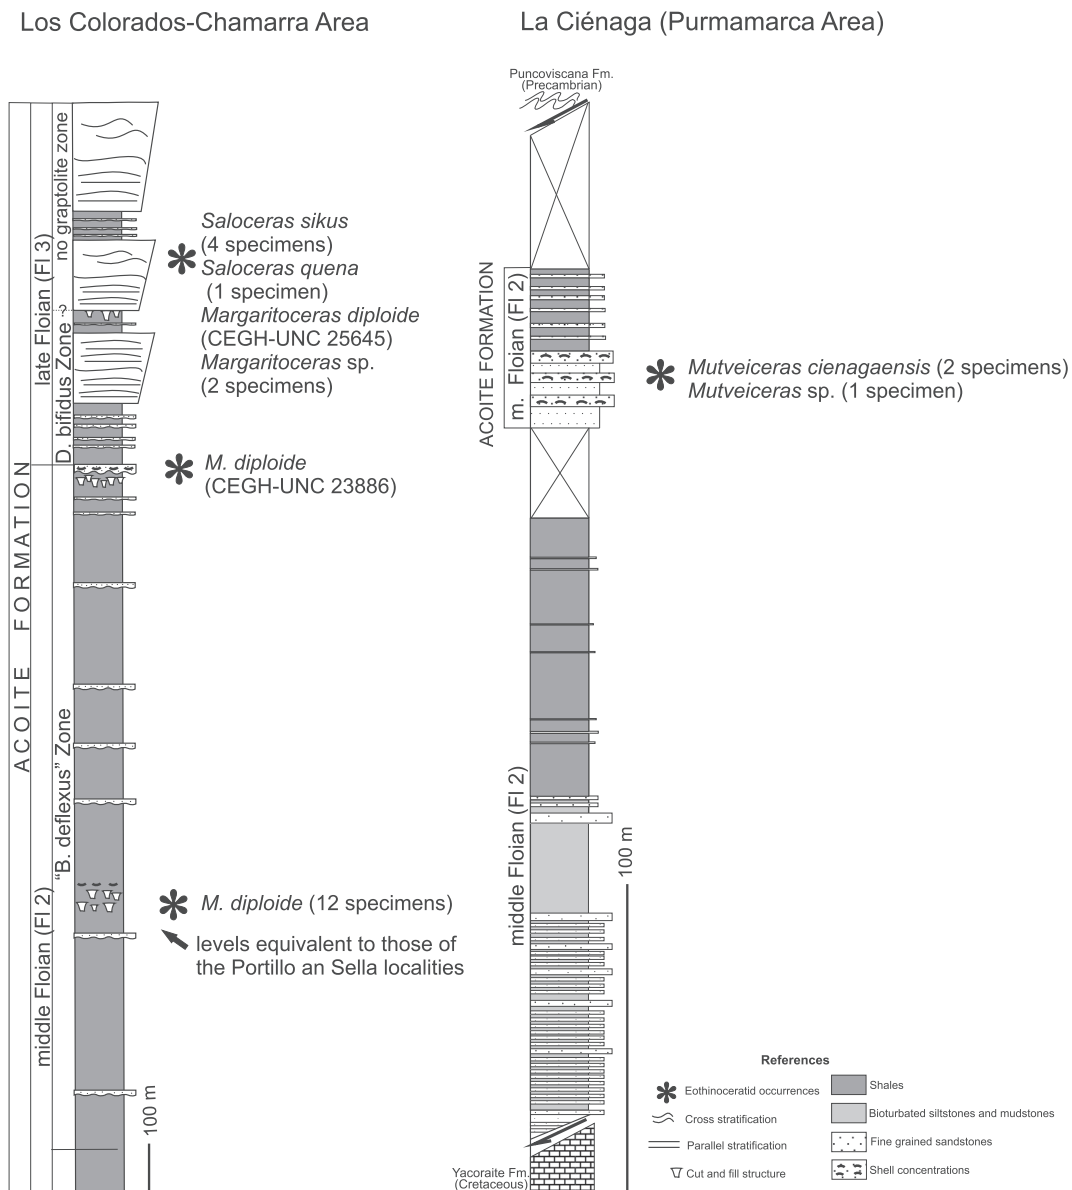 Los Colorados-Chamarra Area
La Ciénaga (Purmamarca Area)
ACOITE FORMATION
late Floian (Fl 3)
middle Floian (Fl 2)
no graptolite zone
?
D. bifidus Zone
“B. deflexus” Zone
Saloceras sikus
(4 specimens)
Saloceras quena
(1 specimen)
Margaritoceras diploide
(CEGH-UNC 25645)
Margaritoceras sp.
(2 specimens)
M. diploide
(CEGH-UNC 23886)
M. diploide (12 specimens)
levels equivalent to those of
the Portillo an Sella localities
100 m
Puncoviscana Fm.
(Precambrian)
ACOITE FORMATION
m. Floian (Fl 2)
Mutveiceras cienagaensis (2 specimens)
Mutveiceras sp. (1 specimen)
middle Floian (Fl 2)
100 m
Yacoraite Fm.
(Cretaceous)
References
Eothinoceratid occurrences
Cross stratification
Parallel stratification
Cut and fill structure
Shales
Bioturbated siltstones and mudstones
Fine grained sandstones
Shell concentrations